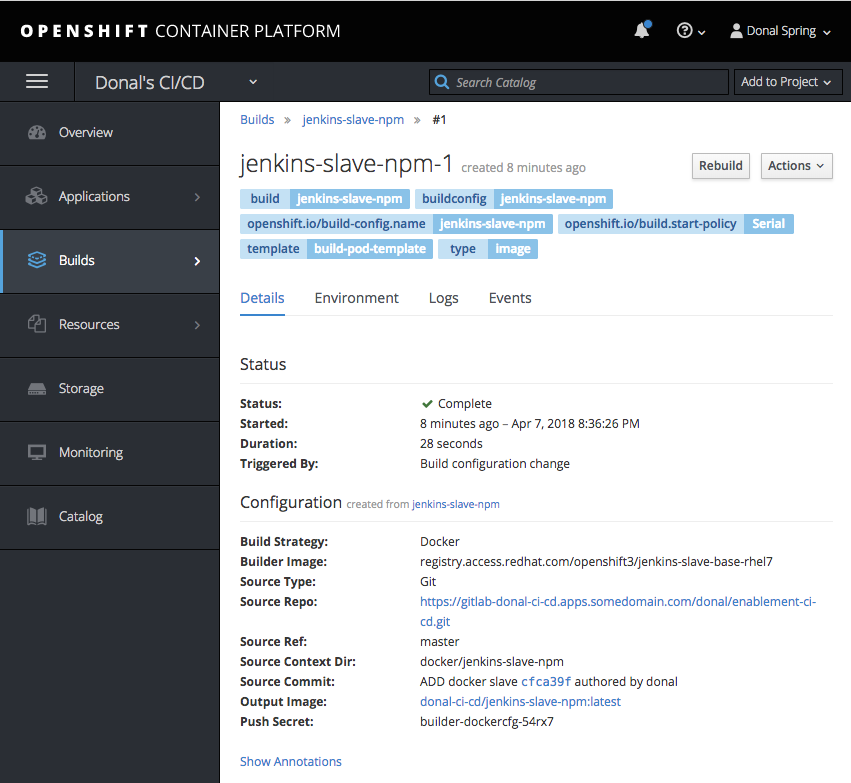 OPENSHIFT CONTAINER PLATFORM
Donal Spring
Donal's CI/CD
Search Catalog
Add to Project
Overview
Applications
Builds
Resources
Storage
Monitoring
Catalog
Builds » jenkins-slave-npm » #1
jenkins-slave-npm-1 created 8 minutes ago
Rebuild
Actions
build jenkins-slave-npm buildconfig jenkins-slave-npm
openshift.io/build-config.name jenkins-slave-npm openshift.io/build.start-policy Serial
template build-pod-template type image
Details Environment Logs Events
Status
Status: Complete
Started: 8 minutes ago – Apr 7, 2018 8:36:26 PM
Duration: 28 seconds
Triggered By: Build configuration change
Configuration created from jenkins-slave-npm
Build Strategy: Docker
Builder Image: registry.access.redhat.com/openshift3/jenkins-slave-base-rhel7
Source Type: Git
Source Repo: https://gitlab-donal-ci-cd.apps.somedomain.com/donal/enablement-ci-
cd.git
Source Ref: master
Source Context Dir: docker/jenkins-slave-npm
Source Commit: ADD docker slave cfca39f authored by donal
Output Image: donal-ci-cd/jenkins-slave-npm:latest
Push Secret: builder-dockercfg-54rx7
Show Annotations